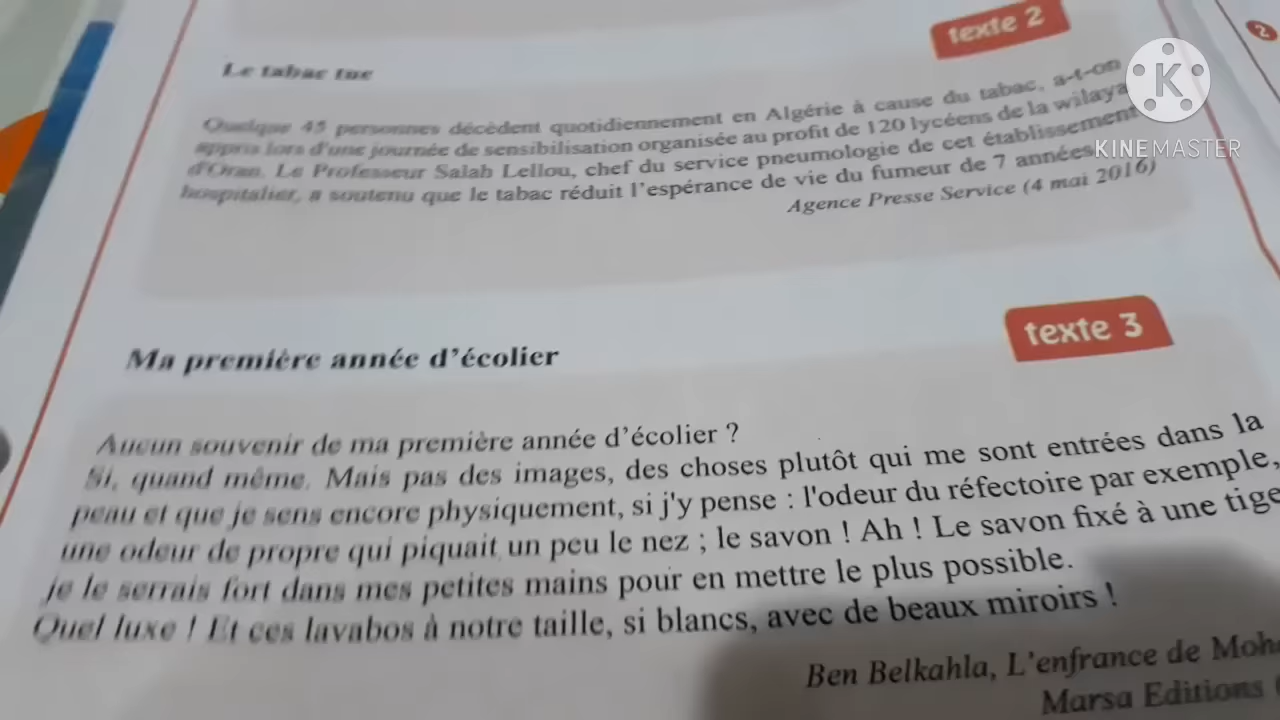 texte 2
Le tabac tue
Quelque 45 personnes décèdent quotidiennement en Algérie à cause du tabac, a-t-on
appris lors d'une journée de sensibilisation organisée au profit de 120 lycéens de la wilaya
d'Oran. Le Professeur Salah Lellou, chef du service pneumologie de cet établissement
hospitalier, a soutenu que le tabac réduit l'espérance de vie du fumeur de 7 années
Agence Presse Service (4 mai 2016)
K
KINEMASTER
2
texte 3
Ma première année d'écolier
Aucun souvenir de ma première année d'écolier ?
Si, quand même. Mais pas des images, des choses plutôt qui me sont entrées dans la
peau et que je sens encore physiquement, si j'y pense : l'odeur du réfectoire par exemple,
une odeur de propre qui piquait un peu le nez ; le savon ! Ah ! Le savon fixé à une tige
je le serrais fort dans mes petites mains pour en mettre le plus possible.
Quel luxe ! Et ces lavabos à notre taille, si blancs, avec de beaux miroirs !
Ben Belkahla, L'enfrance de Moh
Marsa Editions